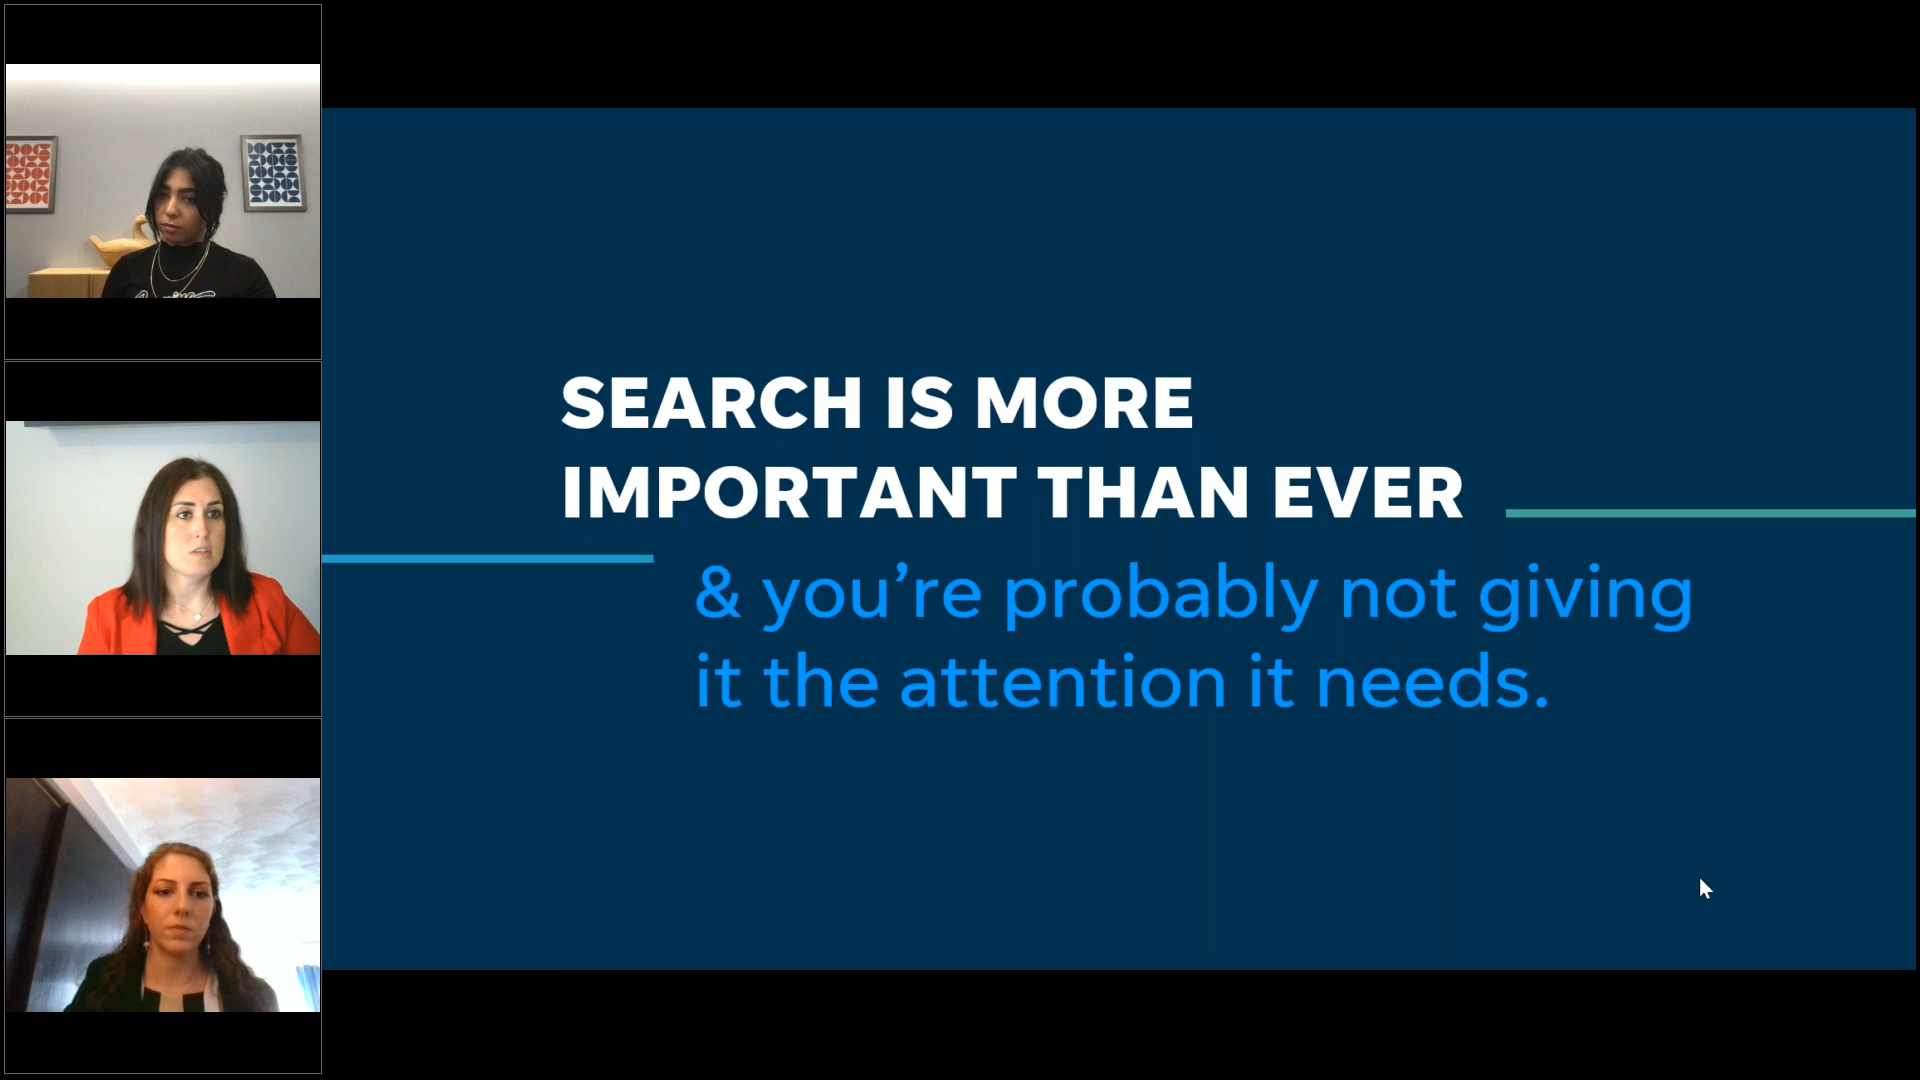 SEARCH IS MORE
IMPORTANT THAN EVER
& you’re probably not giving
it the attention it needs.